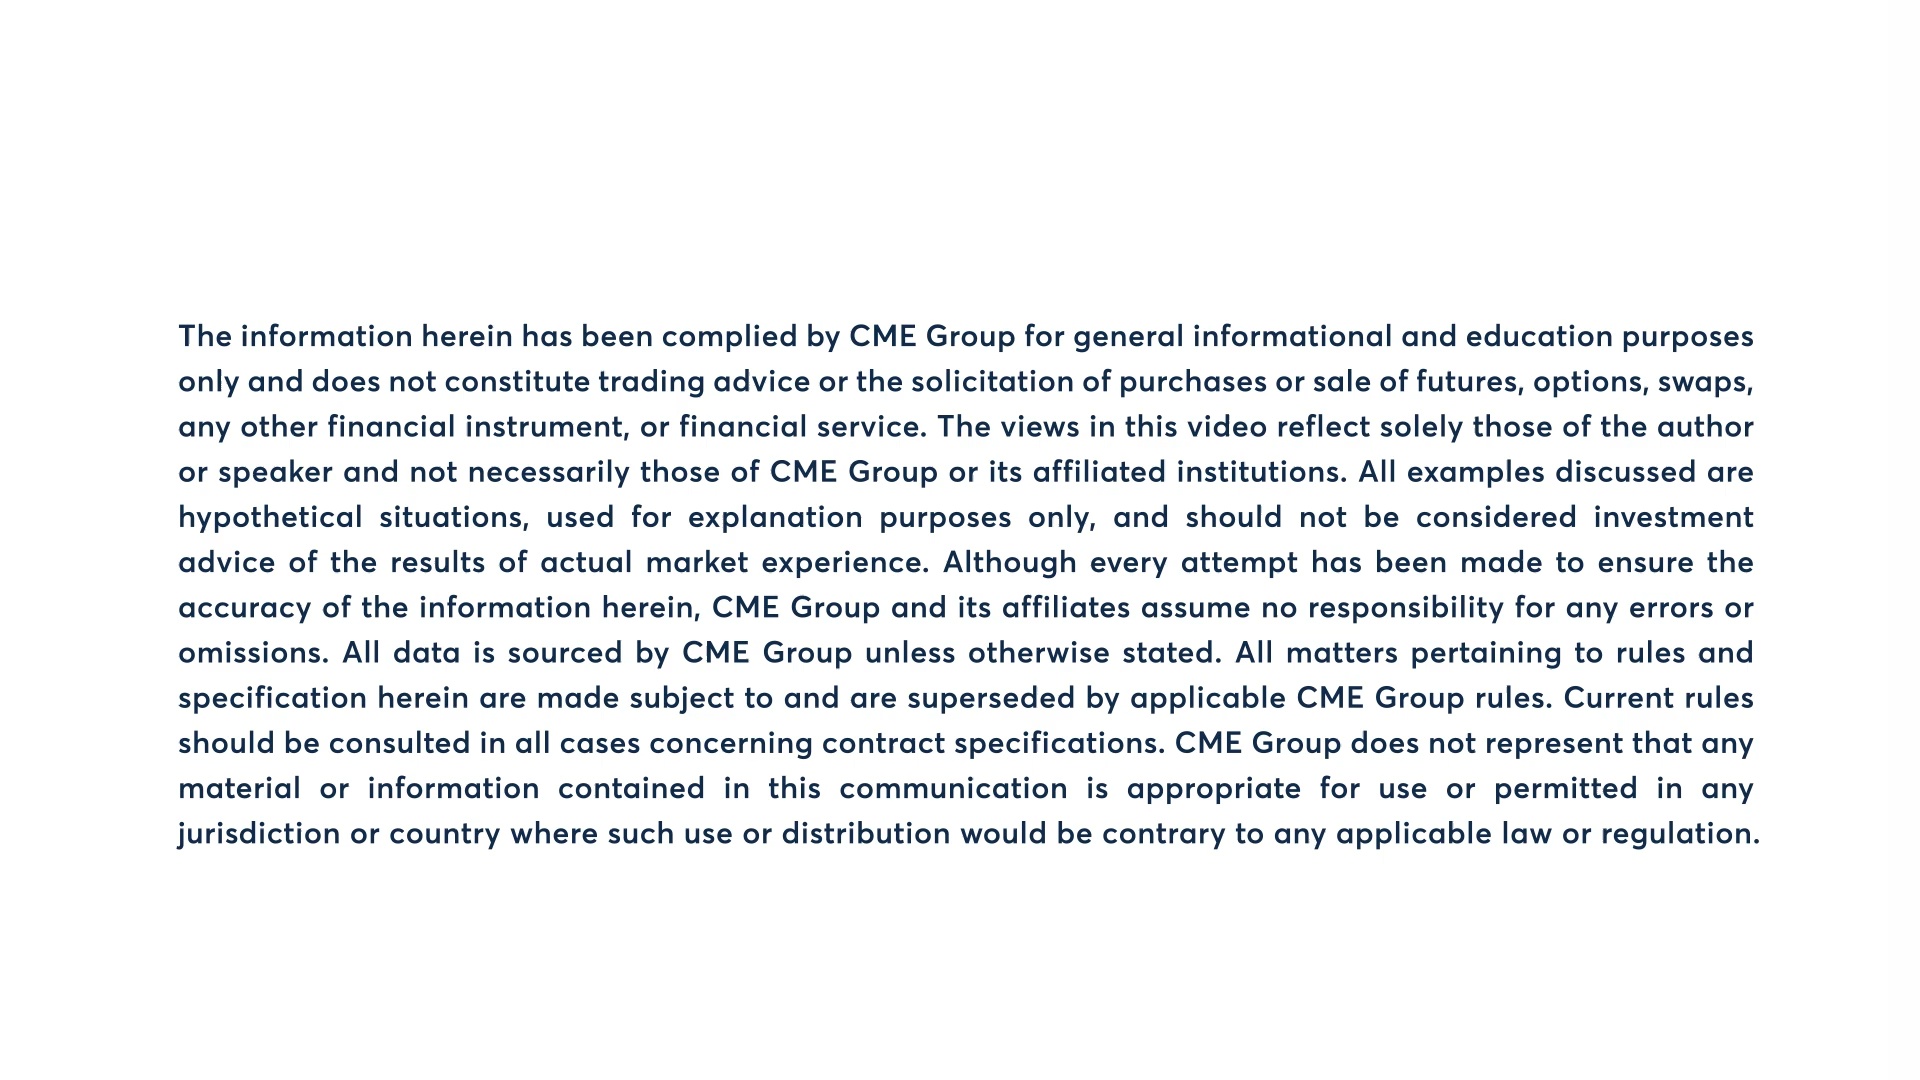 The information herein has been complied by CME Group for general informational and education purposes
only and does not constitute trading advice or the solicitation of purchases or sale of futures, options, swaps,
any other financial instrument, or financial service. The views in this video reflect solely those of the author
or speaker and not necessarily those of CME Group or its affiliated institutions. All examples discussed are
hypothetical situations, used for explanation purposes only, and should not be considered investment
advice of the results of actual market experience. Although every attempt has been made to ensure the
accuracy of the information herein, CME Group and its affiliates assume no responsibility for any errors or
omissions. All data is sourced by CME Group unless otherwise stated. All matters pertaining to rules and
specification herein are made subject to and are superseded by applicable CME Group rules. Current rules
should be consulted in all cases concerning contract specifications. CME Group does not represent that any
material or information contained in this communication is appropriate for use or permitted in any
jurisdiction or country where such use or distribution would be contrary to any applicable law or regulation.